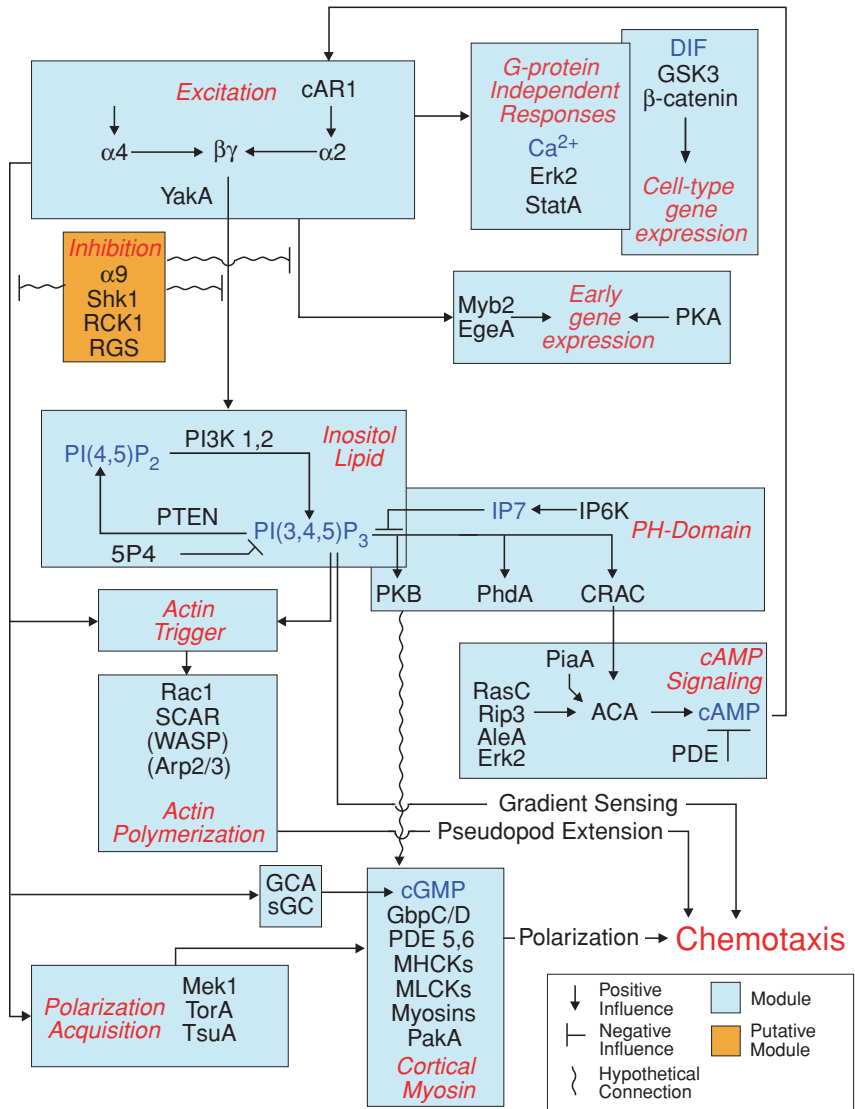 Excitation
cAR1
α4
βγ
α2
YakA
G-protein
Independent
Responses
Ca2+
Erk2
StatA
DIF
GSK3
β-catenin
Cell-type
gene
expression
Inhibition
α9
Shk1
RCK1
RGS
Myb2
EgeA
Early
gene
expression
PKA
Inositol
Lipid
PI(4,5)P2
PI3K 1,2
PTEN
PI(3,4,5)P3
5P4
IP7
IP6K
PH-Domain
PKB
PhdA
CRAC
Actin
Trigger
Rac1
SCAR
(WASP)
(Arp2/3)
Actin
Polymerization
PiaA
cAMP
Signaling
RasC
Rip3
AleA
Erk2
ACA
cAMP
PDE
Gradient Sensing
Pseudopod Extension
GCA
sGC
cGMP
GbpC/D
PDE 5,6
MHCKs
MLCKs
Myosins
PakA
Cortical
Myosin
Polarization
Chemotaxis
Polarization
Acquisition
Mek1
TorA
TsuA
Positive
Influence
Negative
Influence
Hypothetical
Connection
Module
Putative
Module